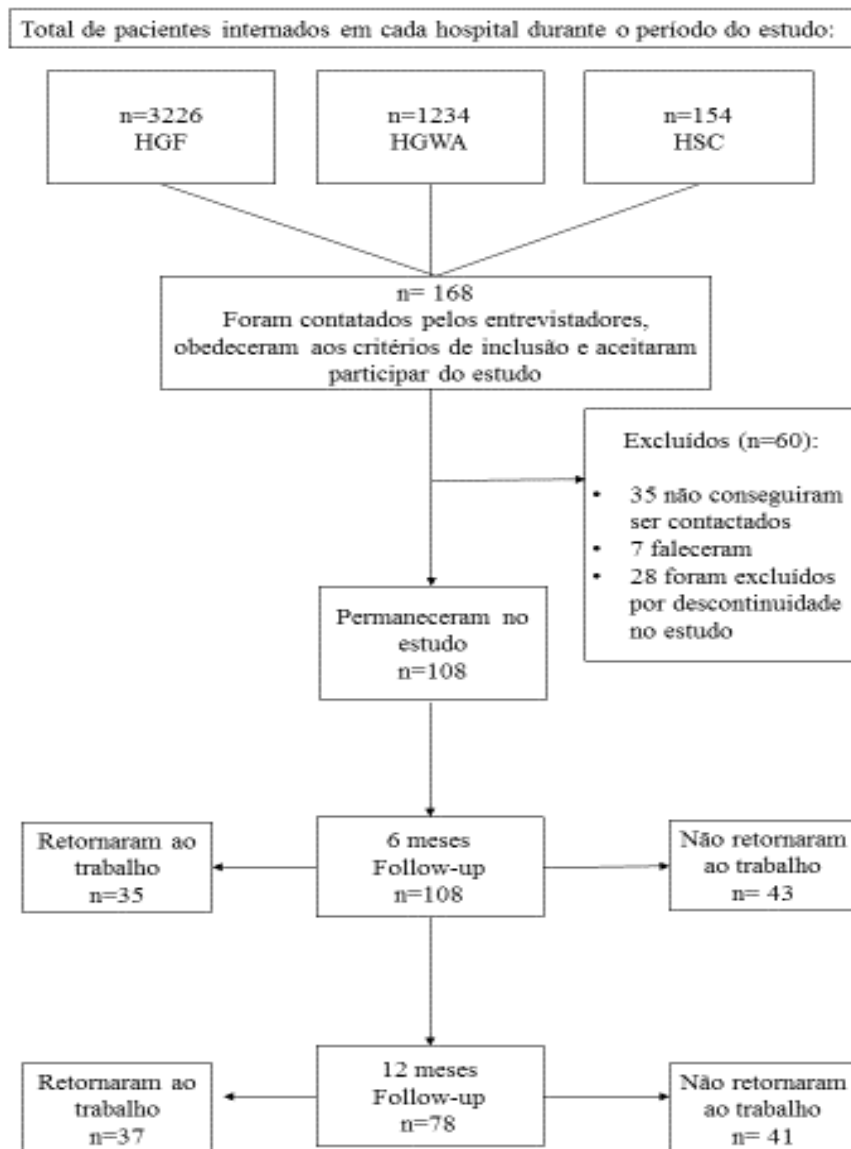 Total de pacientes internados em cada hospital durante o período do estudo:
n=3226
HGF
n=1234
HGWA
n=154
HSC
n= 168
Foram contatados pelos entrevistadores,
obedeceram aos critérios de inclusão e aceitaram
participar do estudo
Excluídos (n=60):
• 35 não conseguiram
ser contactados
• 7 faleceram
• 28 foram excluídos
por descontinuidade
no estudo
Permaneceram no
estudo
n=108
Retornaram ao
trabalho
n=35
6 meses
Follow-up
n=108
Não retornaram
ao trabalho
n= 43
Retornaram ao
trabalho
n=37
12 meses
Follow-up
n=78
Não retornaram
ao trabalho
n= 41